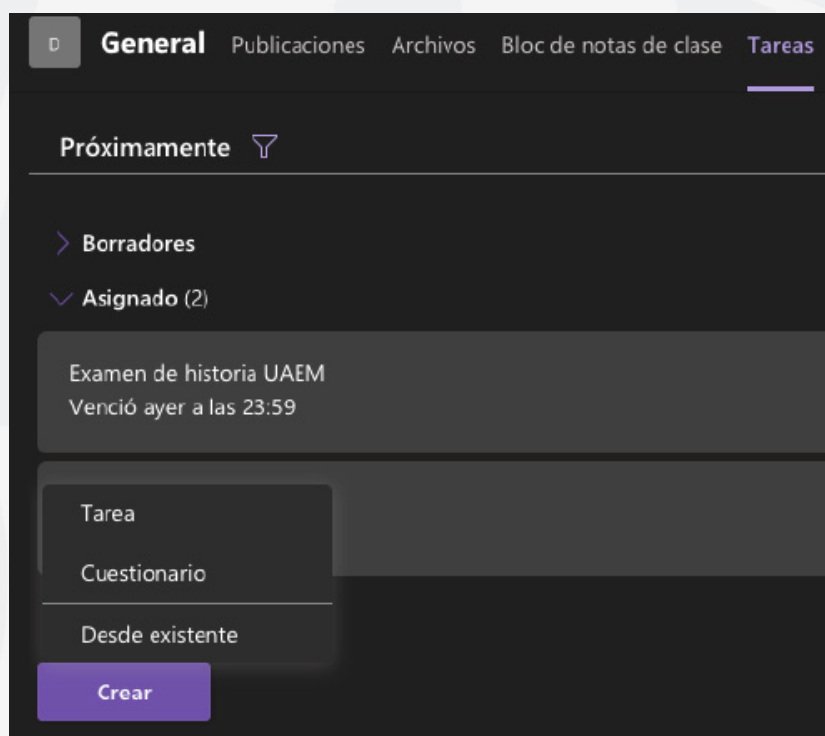 D General Publicaciones Archivos Bloc de notas de clase Tareas
Próximamente
Borradores
Asignado (2)
Examen de historia UAEM
Venció ayer a las 23:59
Tarea
Cuestionario
Desde existente
Crear